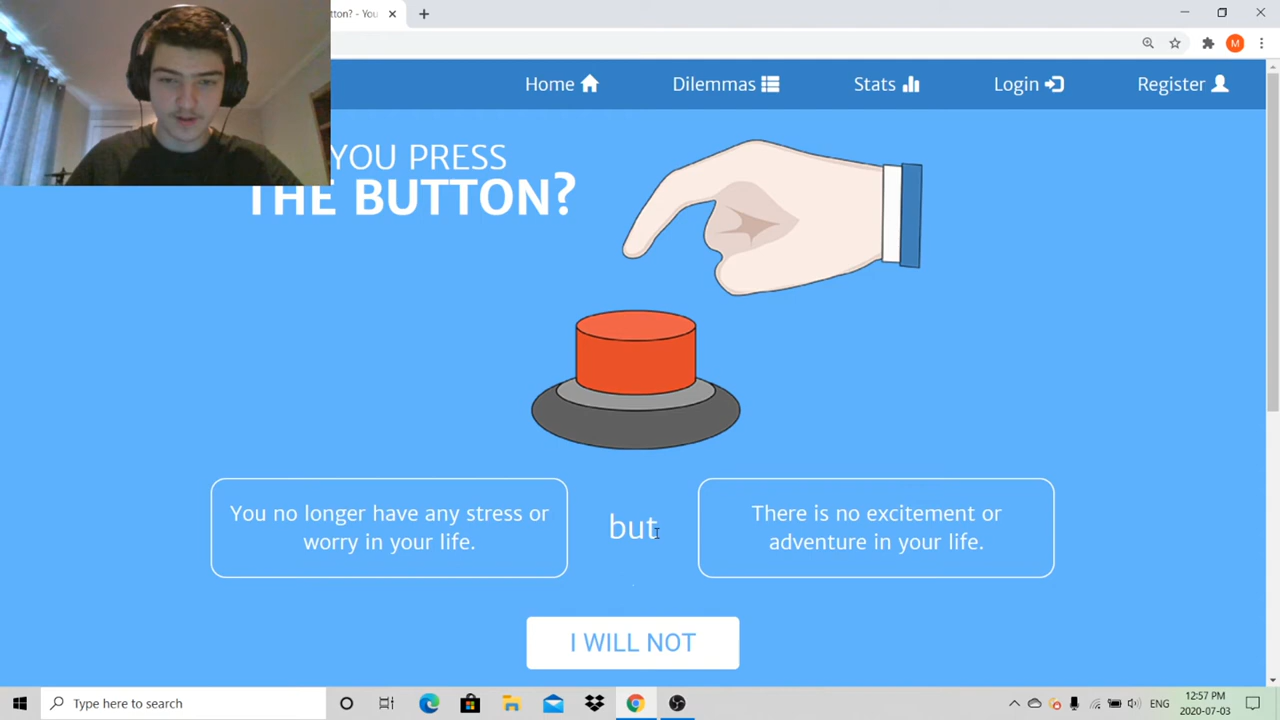 tton? - You
Home
Dilemmas
Stats
Login
Register
M
YOU PRESS
THE BUTTON?
You no longer have any stress or
worry in your life.
but
There is no excitement or
adventure in your life.
I WILL NOT
Type here to search
ENG
12:57 PM
2020-07-03